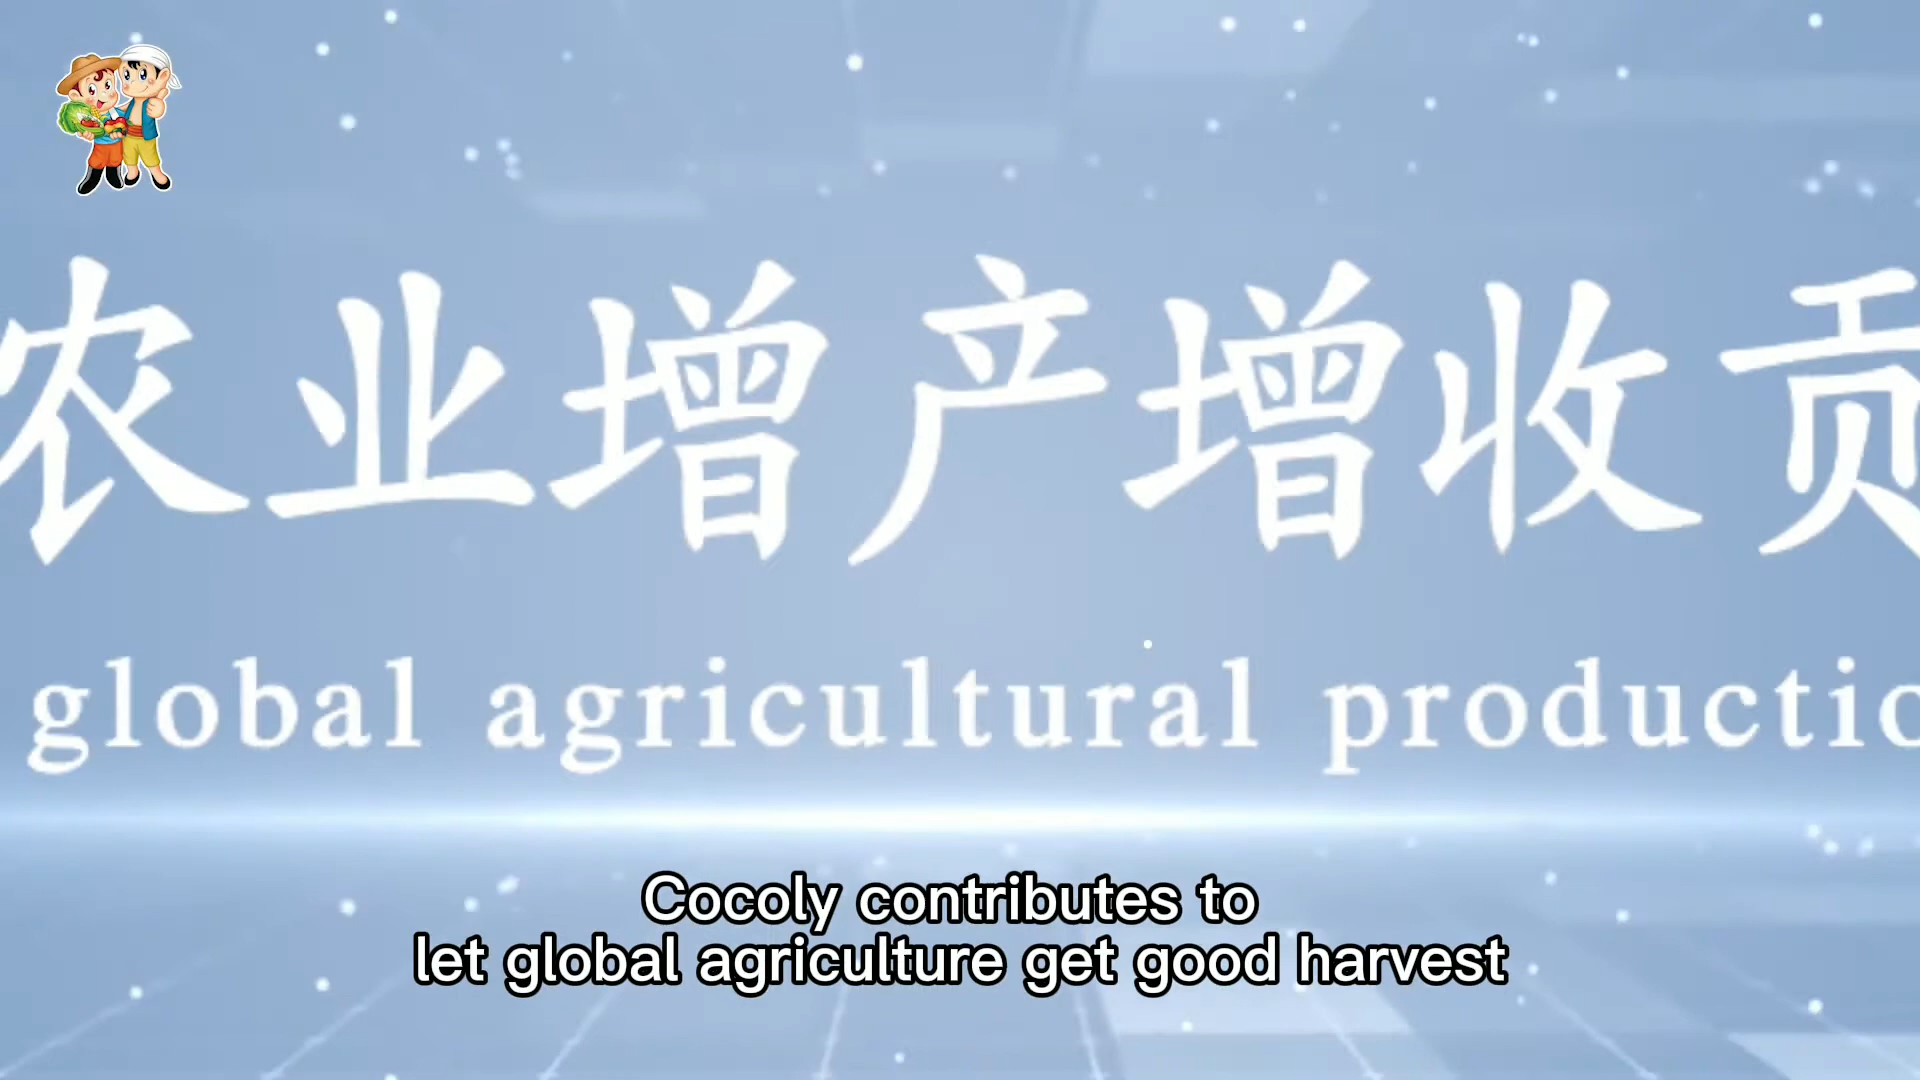 农业增产增收贡
global agricultural productio
Cocoly contributes to
let global agriculture get good harvest